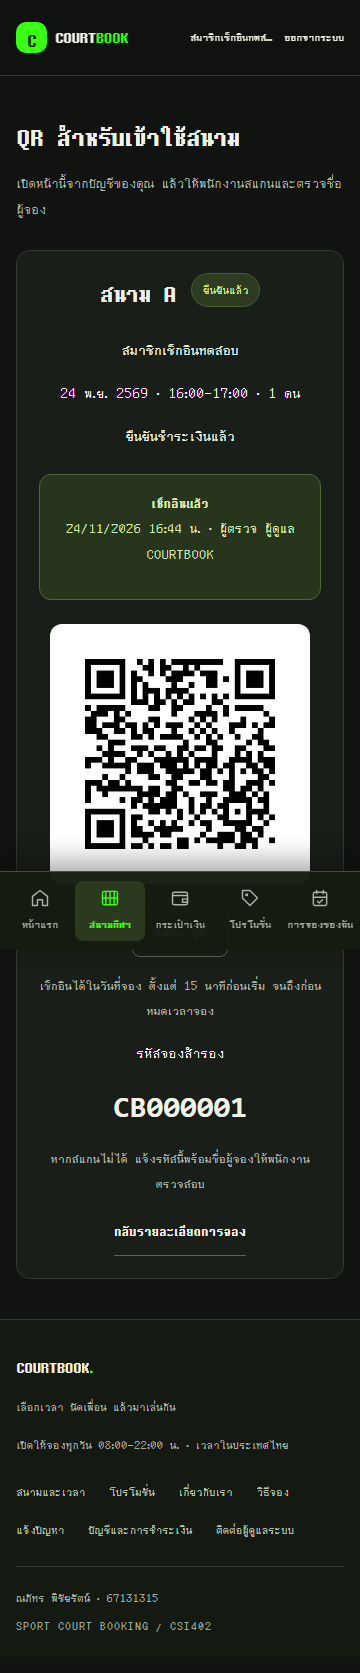 C COURTBOOK
สมาชิกเช็กอินทดส... ออกจากระบบ
QR สำหรับเข้าใช้สนาม
เปิดหน้านี้จากบัญชีของคุณ แล้วให้พนักงานสแกนและตรวจชื่อ
ผู้จอง
สนาม A ยืนยันแล้ว
สมาชิกเช็กอินทดสอบ
24 พ.ย. 2569 · 16:00-17:00 · 1 คน
ยืนยันชำระเงินแล้ว
เช็กอินแล้ว
24/11/2026 16:44 น. · ผู้ตรวจ ผู้ดูแล
COURTBOOK
หน้าแรก สนามกีฬา กระเป๋าเงิน โปรโมชั่น การจองของฉัน
เช็กอินได้ในวันที่จอง ตั้งแต่ 15 นาทีก่อนเริ่ม จนถึงก่อน
หมดเวลาจอง
รหัสจองสำรอง
CB000001
หากสแกนไม่ได้ แจ้งรหัสนี้พร้อมชื่อผู้จองให้พนักงาน
ตรวจสอบ
กลับรายละเอียดการจอง
COURTBOOK.
เลือกเวลา นัดเพื่อน แล้วมาเล่นกัน
เปิดให้จองทุกวัน 08:00-22:00 น. · เวลาในประเทศไทย
สนามและเวลา โปรโมชั่น เกี่ยวกับเรา วิธีจอง
แจ้งปัญหา บัญชีและการชำระเงิน ติดต่อผู้ดูแลระบบ
ณภัทร พิริยรัตน์ · 67131315
SPORT COURT BOOKING / CSI402